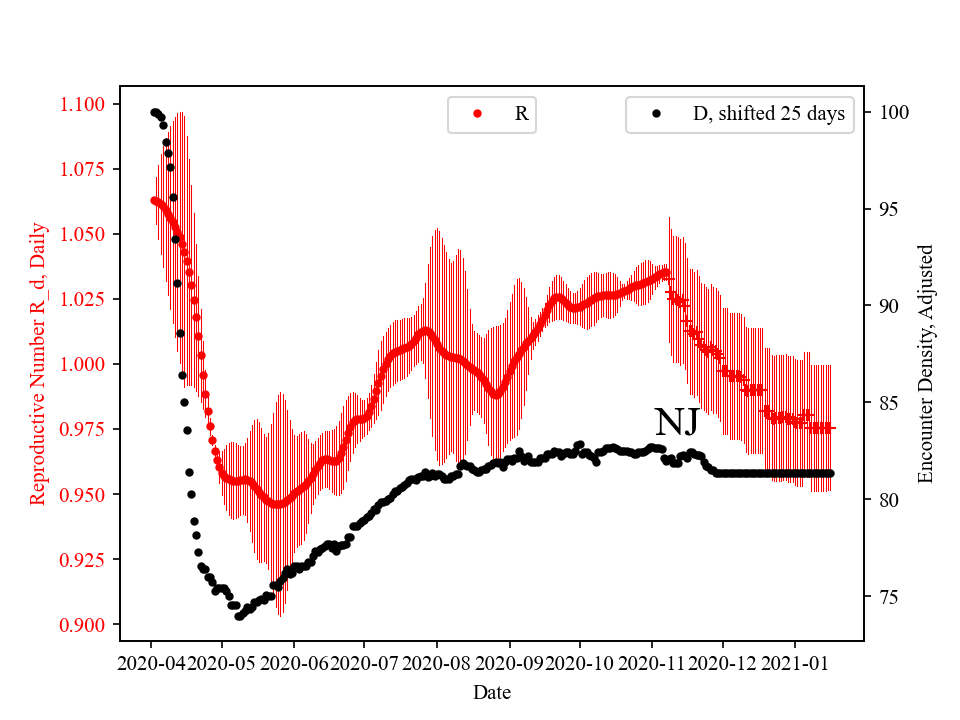 R
D, shifted 25 days
1.100
1.075
1.050
1.025
1.000
0.975
0.950
0.925
0.900
Reproductive Number R_d, Daily
100
95
90
85
80
75
Encounter Density, Adjusted
NJ
2020-04 2020-05 2020-06 2020-07 2020-08 2020-09 2020-10 2020-11 2020-12 2021-01
Date